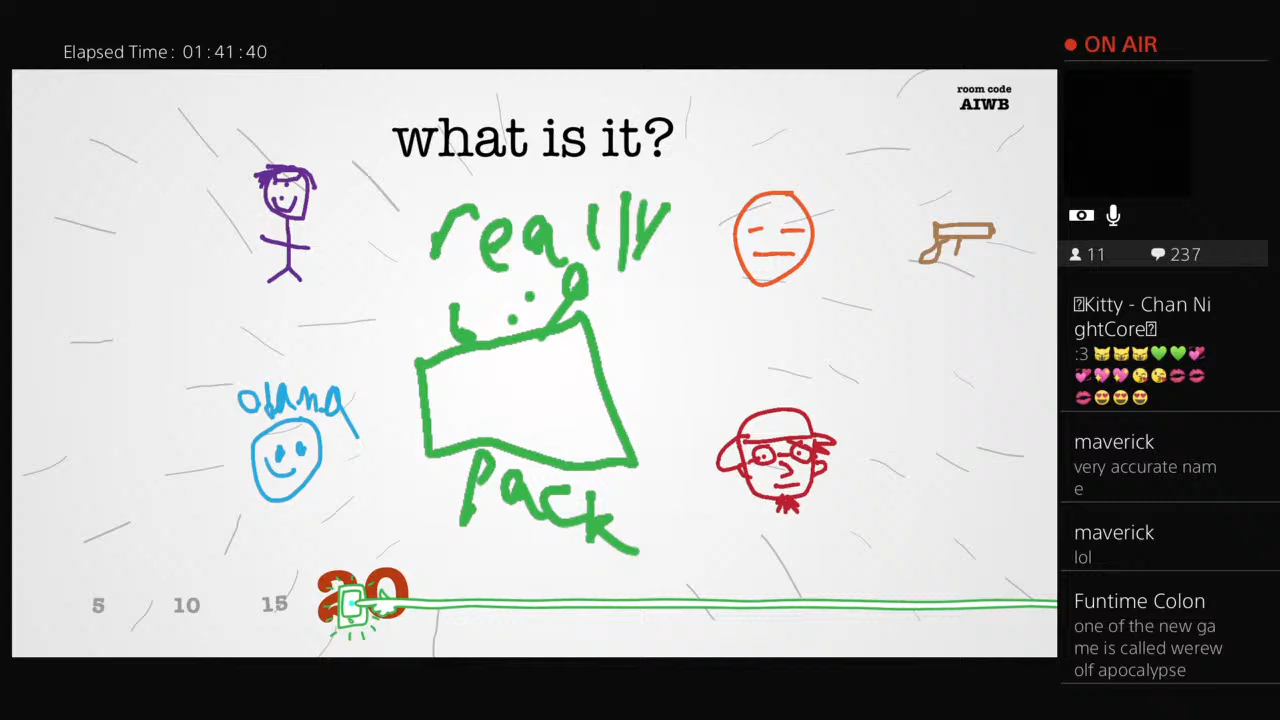 Elapsed Time: 01:41:40
ON AIR
room code
AIWB
what is it?
really
pack
5 10 15 20
11 237
Kitty - Chan Ni
ghtCore
:3 😸😸😸💚💚💞
💞💖💖😘😘💋💋
💋😍😍😍
maverick
very accurate nam
e
maverick
lol
Funtime Colon
one of the new ga
me is called werew
olf apocalypse